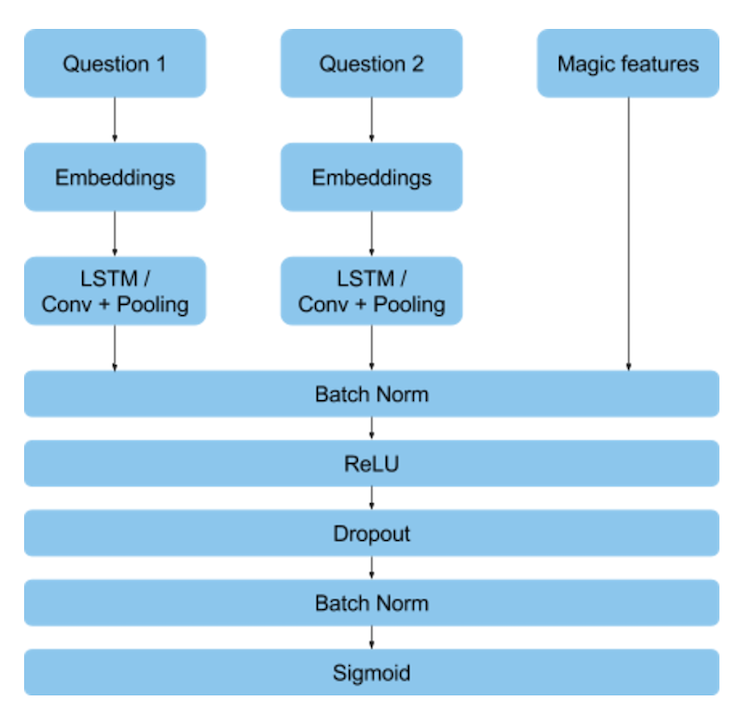 Question 1
Question 2
Magic features
Embeddings
Embeddings
LSTM /
Conv + Pooling
LSTM /
Conv + Pooling
Batch Norm
ReLU
Dropout
Batch Norm
Sigmoid